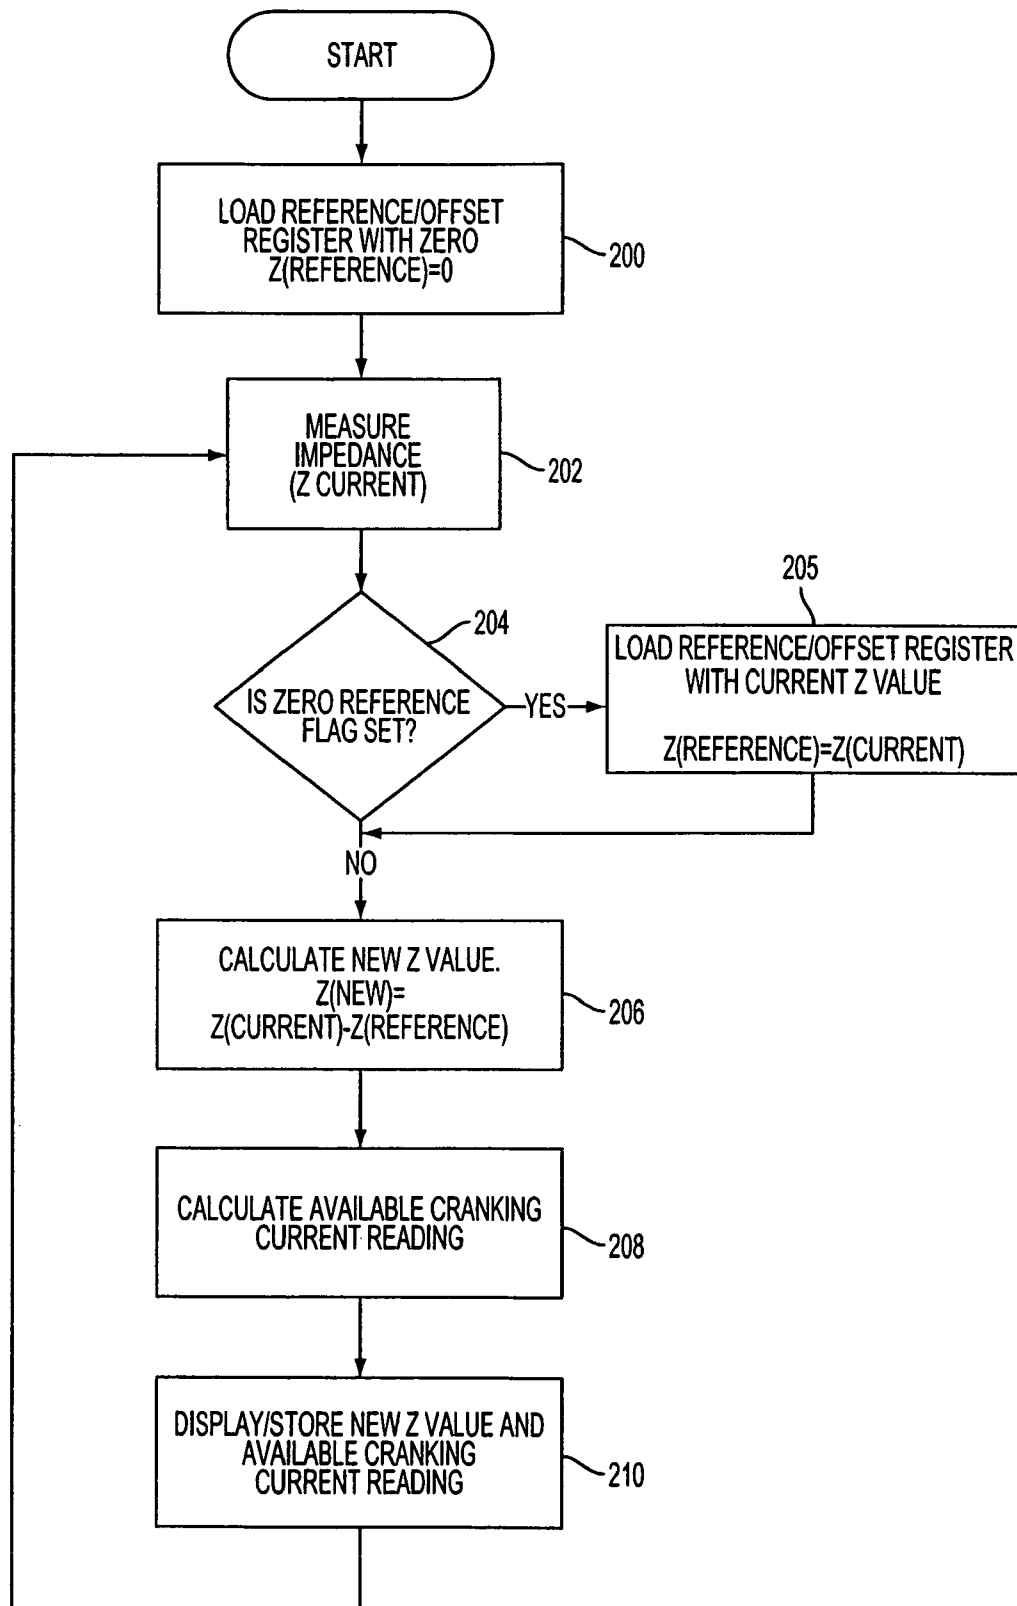 START
LOAD REFERENCE/OFFSET
REGISTER WITH ZERO
Z(REFERENCE)=0
200
MEASURE
IMPEDANCE
(Z CURRENT)
202
204
IS ZERO REFERENCE
FLAG SET?
YES
205
LOAD REFERENCE/OFFSET REGISTER
WITH CURRENT Z VALUE
Z(REFERENCE)=Z(CURRENT)
NO
CALCULATE NEW Z VALUE.
Z(NEW)=
Z(CURRENT)-Z(REFERENCE)
206
CALCULATE AVAILABLE CRANKING
CURRENT READING
208
DISPLAY/STORE NEW Z VALUE AND
AVAILABLE CRANKING
CURRENT READING
210